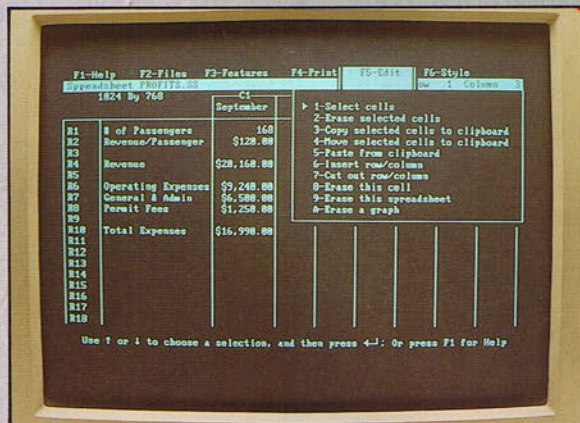 F1-Help F2-Files F3-Features F4-Print F5-Edit F6-Style
Spreadsheet PROFITS.SS ow 1 Column 3
1024 By 768 C1
September
▶ 1-Select cells
2-Erase selected cells
3-Copy selected cells to clipboard
4-Move selected cells to clipboard
5-Paste from clipboard
6-Insert row/column
7-Cut out row/column
8-Erase this cell
9-Erase this spreadsheet
A-Erase a graph
R1 # of Passengers 168
R2 Revenue/Passenger $120.00
R3
R4 Revenue $20,160.00
R5
R6 Operating Expenses $9,240.00
R7 General & Admin $6,500.00
R8 Permit Fees $1,250.00
R9
R10 Total Expenses $16,990.00
R11
R12
R13
R14
R15
R16
R17
R18
Use ↑ or ↓ to choose a selection, and then press ↵; Or press F1 for Help